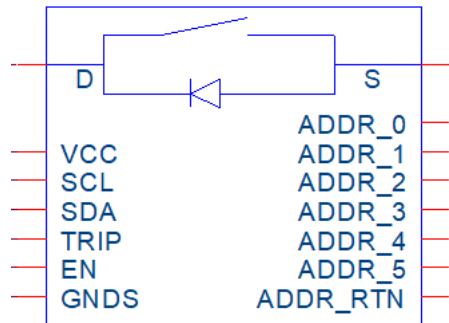 D S
ADDR_0
VCC ADDR_1
SCL ADDR_2
SDA ADDR_3
TRIP ADDR_4
EN ADDR_5
GNDS ADDR_RTN